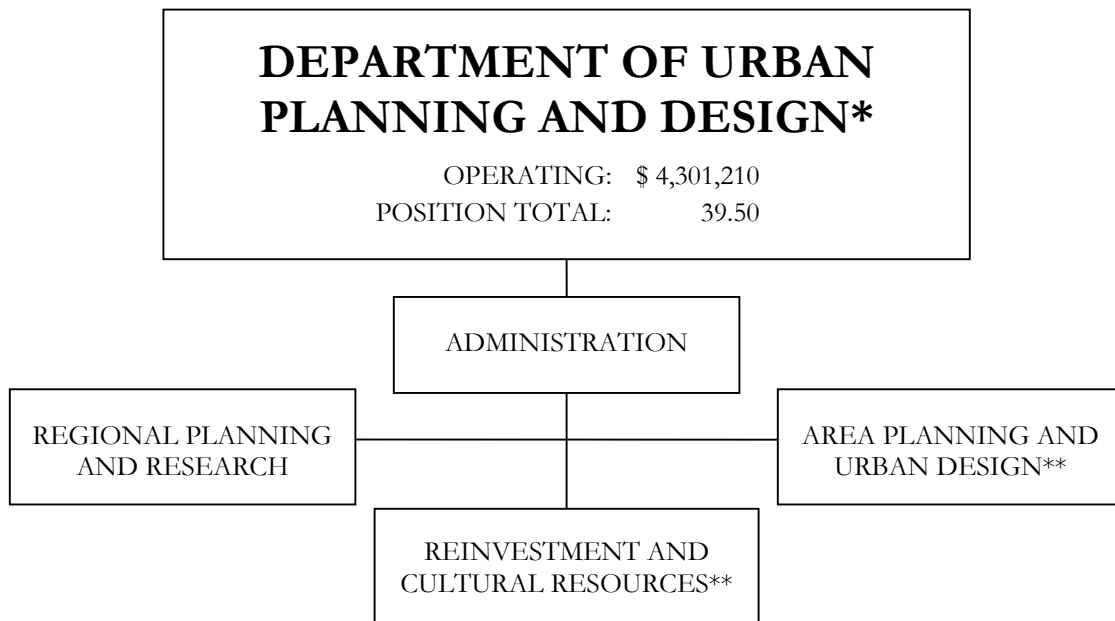 DEPARTMENT OF URBAN
PLANNING AND DESIGN*
OPERATING: $ 4,301,210
POSITION TOTAL: 39.50
ADMINISTRATION
REGIONAL PLANNING
AND RESEARCH
AREA PLANNING AND
URBAN DESIGN**
REINVESTMENT AND
CULTURAL RESOURCES**